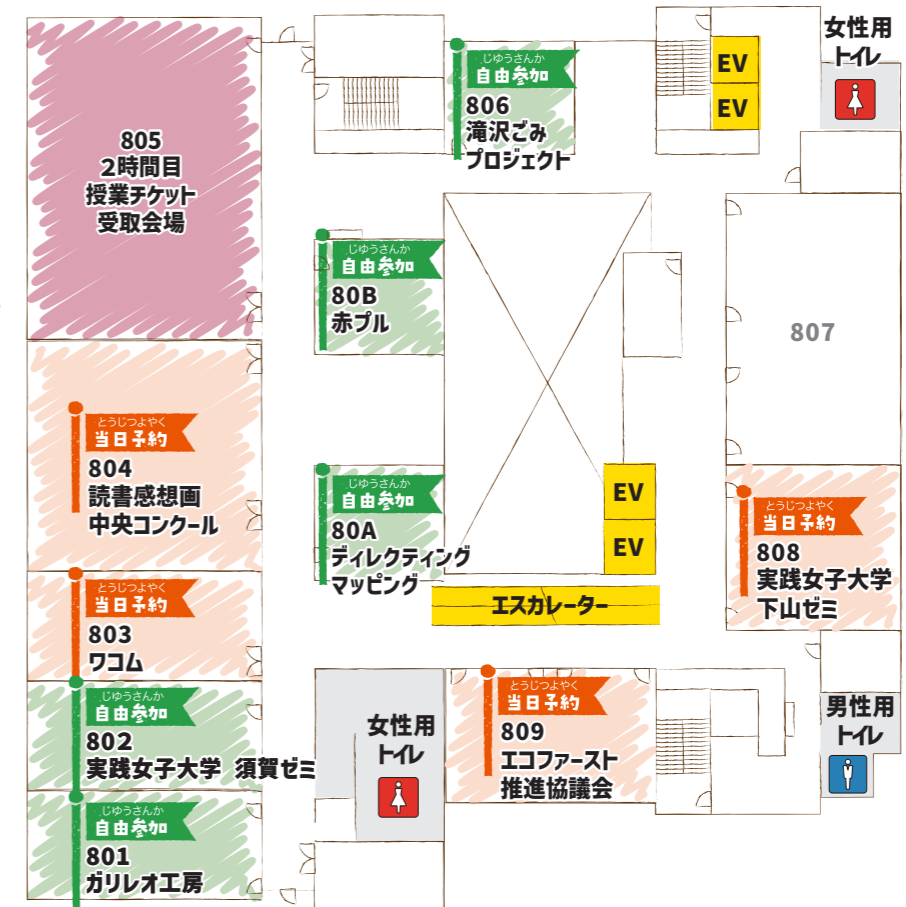 805
2時間目
授業チケット
受取会場
じゆうさんか
自由参加
806
滝沢ごみ
プロジェクト
EV
EV
女性用
トイレ
じゆうさんか
自由参加
80B
赤プル
807
とうじつよやく
当日予約
804
読書感想画
中央コンクール
じゆうさんか
自由参加
80A
ディレクティング
マッピング
EV
EV
エスカレーター
とうじつよやく
当日予約
808
実践女子大学
下山ゼミ
とうじつよやく
当日予約
803
ワコム
じゆうさんか
自由参加
802
実践女子大学 須賀ゼミ
女性用
トイレ
とうじつよやく
当日予約
809
エコファースト
推進協議会
男性用
トイレ
じゆうさんか
自由参加
801
ガリレオ工房